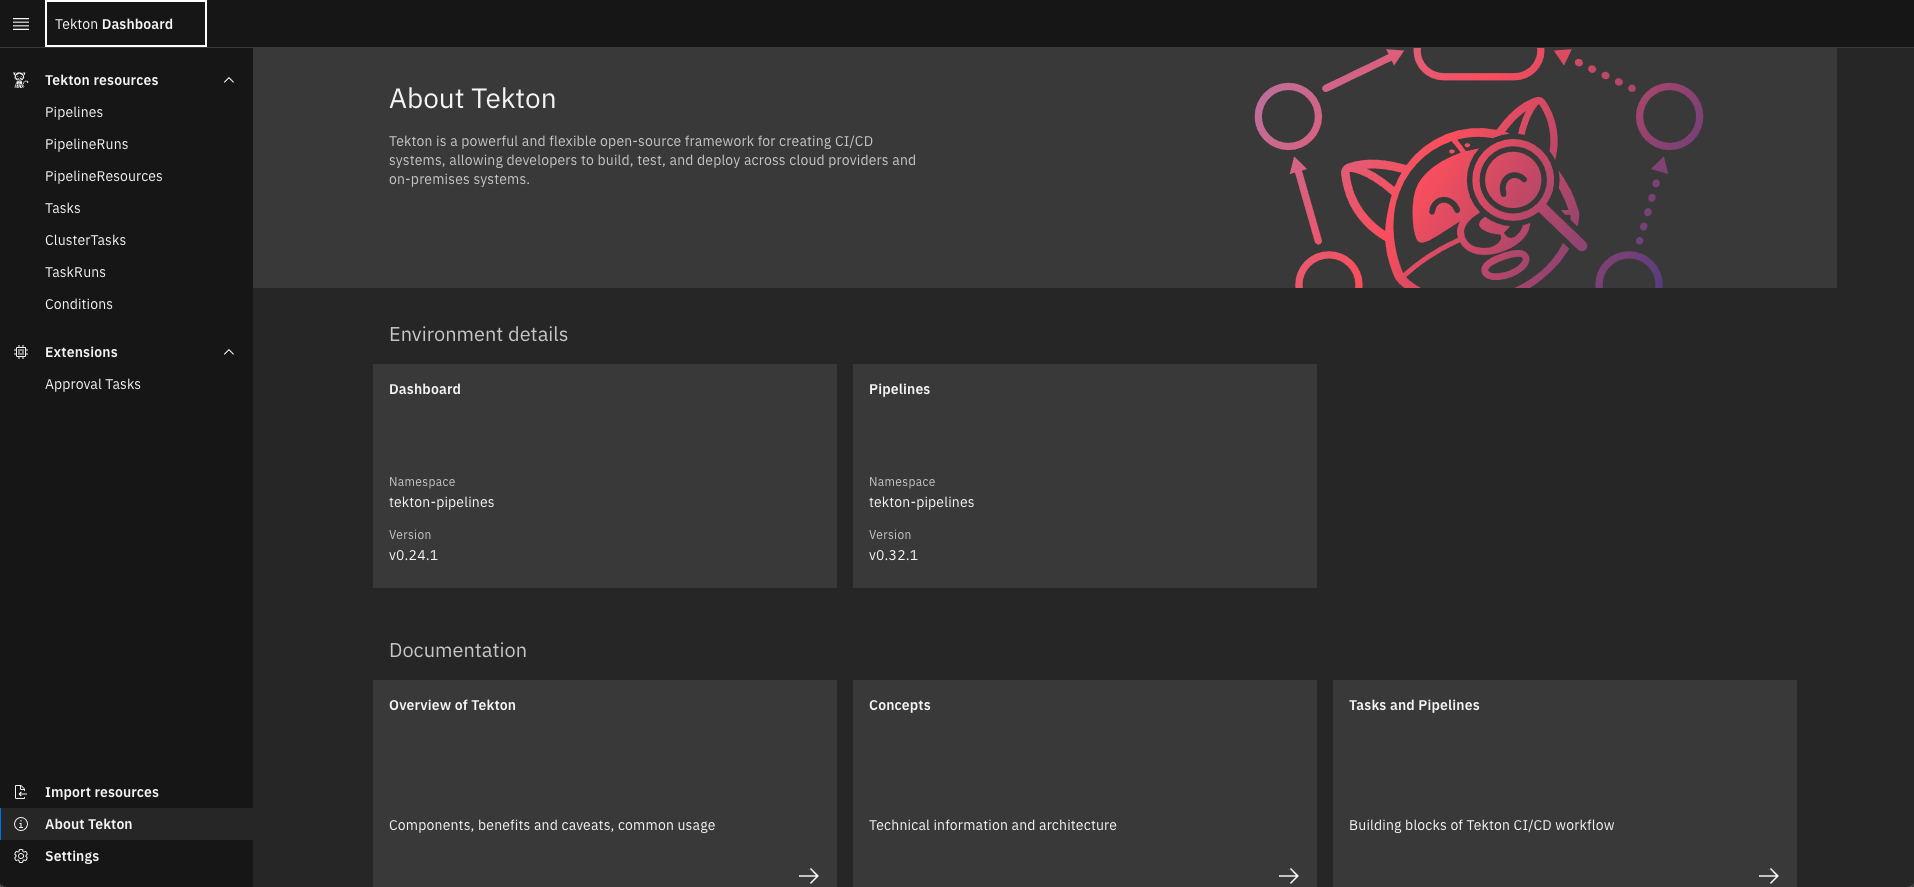 Tekton Dashboard
Tekton resources
Pipelines
PipelineRuns
PipelineResources
Tasks
ClusterTasks
TaskRuns
Conditions
Extensions
Approval Tasks
Import resources
About Tekton
Settings
About Tekton
Tekton is a powerful and flexible open-source framework for creating CI/CD
systems, allowing developers to build, test, and deploy across cloud providers and
on-premises systems.
Environment details
Dashboard
Namespace
tekton-pipelines
Version
v0.24.1
Pipelines
Namespace
tekton-pipelines
Version
v0.32.1
Documentation
Overview of Tekton
Components, benefits and caveats, common usage
Concepts
Technical information and architecture
Tasks and Pipelines
Building blocks of Tekton CI/CD workflow